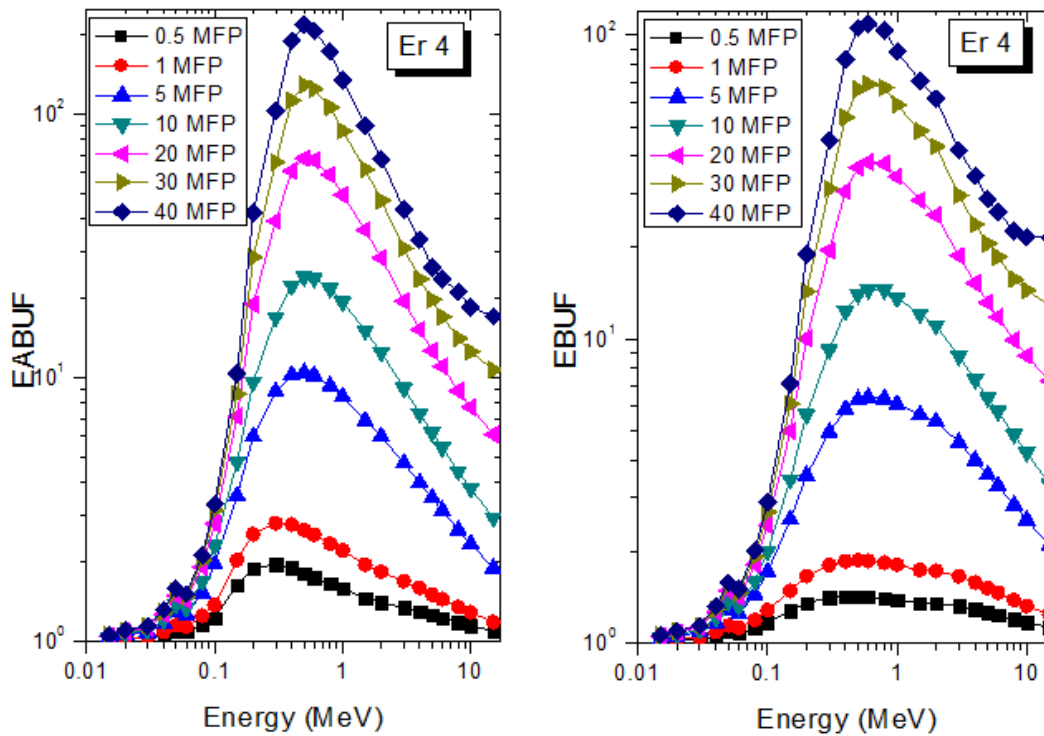 0.5 MFP
1 MFP
5 MFP
10 MFP
20 MFP
30 MFP
40 MFP
Er 4
EABUF
10²
10¹
10⁰
0.01 0.1 1 10
Energy (MeV)
0.5 MFP
1 MFP
5 MFP
10 MFP
20 MFP
30 MFP
40 MFP
Er 4
EBUF
10²
10¹
10⁰
0.01 0.1 1 10
Energy (MeV)